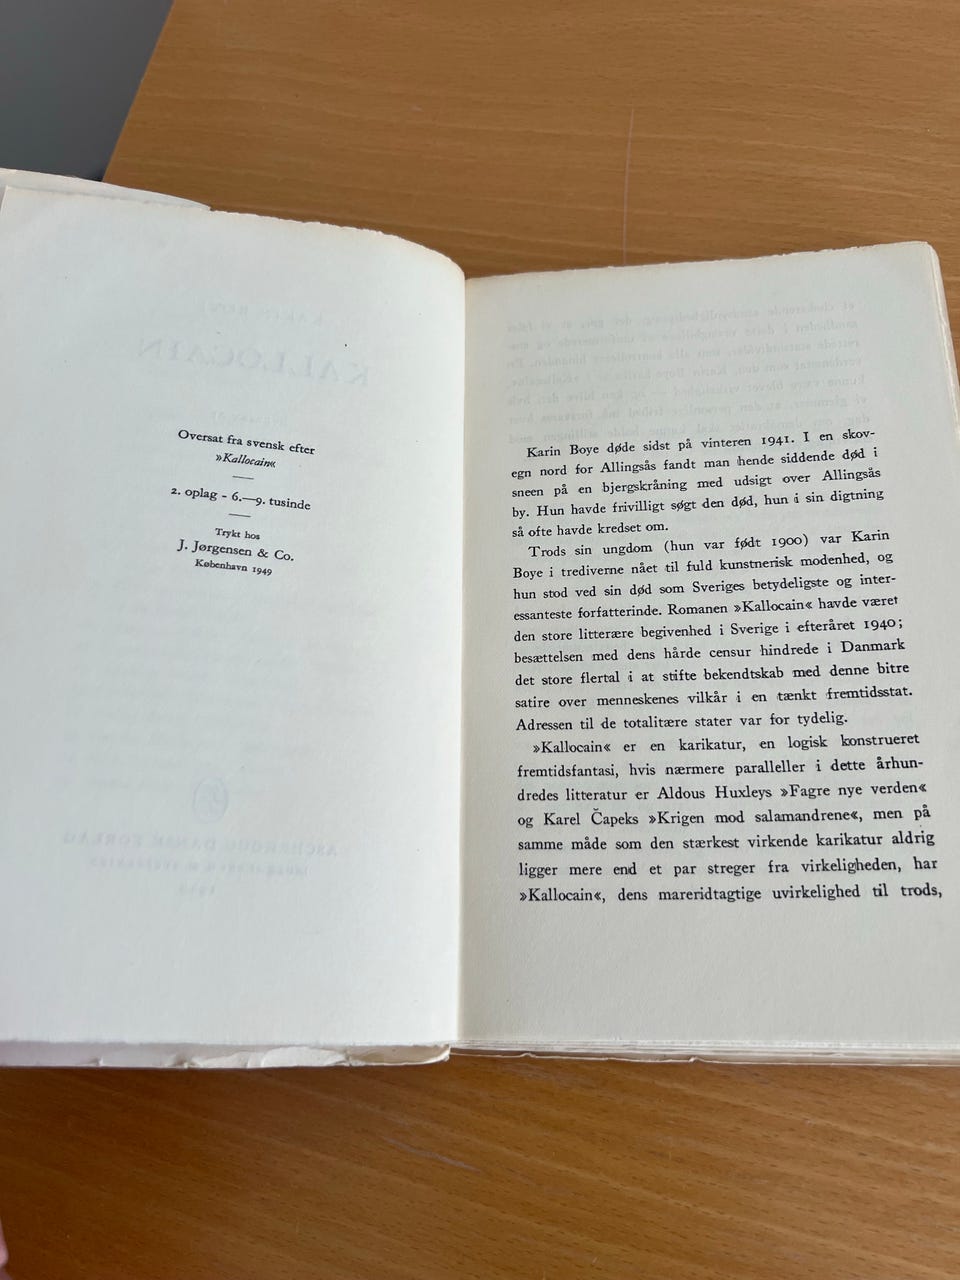 Oversat fra svensk efter
»Kallocain«
2. oplag - 6.—9. tusinde
Trykt hos
J. Jørgensen & Co.
København 1949
Karin Boye døde sidst på vinteren 1941. I en skov-
egn nord for Allingsås fandt man hende siddende død i
sneen på en bjergskråning med udsigt over Allingsås
by. Hun havde frivilligt søgt den død, hun i sin digtning
så ofte havde kredset om.
Trods sin ungdom (hun var født 1900) var Karin
Boye i trediverne nået til fuld kunstnerisk modenhed, og
hun stod ved sin død som Sveriges betydeligste og inter-
essanteste forfatterinde. Romanen »Kallocain« havde været
den store litterære begivenhed i Sverige i efteråret 1940;
besættelsen med dens hårde censur hindrede i Danmark
det store flertal i at stifte bekendtskab med denne bitre
satire over menneskenes vilkår i en tænkt fremtidsstat.
Adressen til de totalitære stater var for tydelig.
»Kallocain« er en karikatur, en logisk konstrueret
fremtidsfantasi, hvis nærmere paralleller i dette århun-
dredes litteratur er Aldous Huxleys »Fagre nye verden«
og Karel Čapeks »Krigen mod salamandrene«, men på
samme måde som den stærkest virkende karikatur aldrig
ligger mere end et par streger fra virkeligheden, har
»Kallocain«, dens mareridtagtige uvirkelighed til trods,